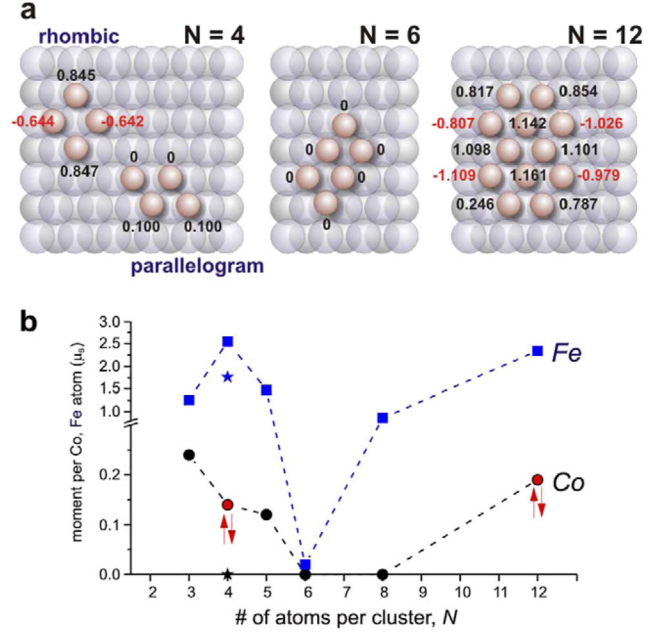 a
rhombic N = 4 N = 6 N = 12
0.845
-0.644 -0.642
0.847
0 0
0.100 0.100
parallelogram
0
0 0
0 0
0
0.817 0.854
-0.807 1.142 -1.026
1.098 1.101
-1.109 1.161 -0.979
0.246 0.787
b
moment per Co, Fe atom (μB)
3.0
2.5
2.0
1.5
1.0
0.2
0.1
0.0
Fe
Co
2 3 4 5 6 7 8 9 10 11 12
# of atoms per cluster, N